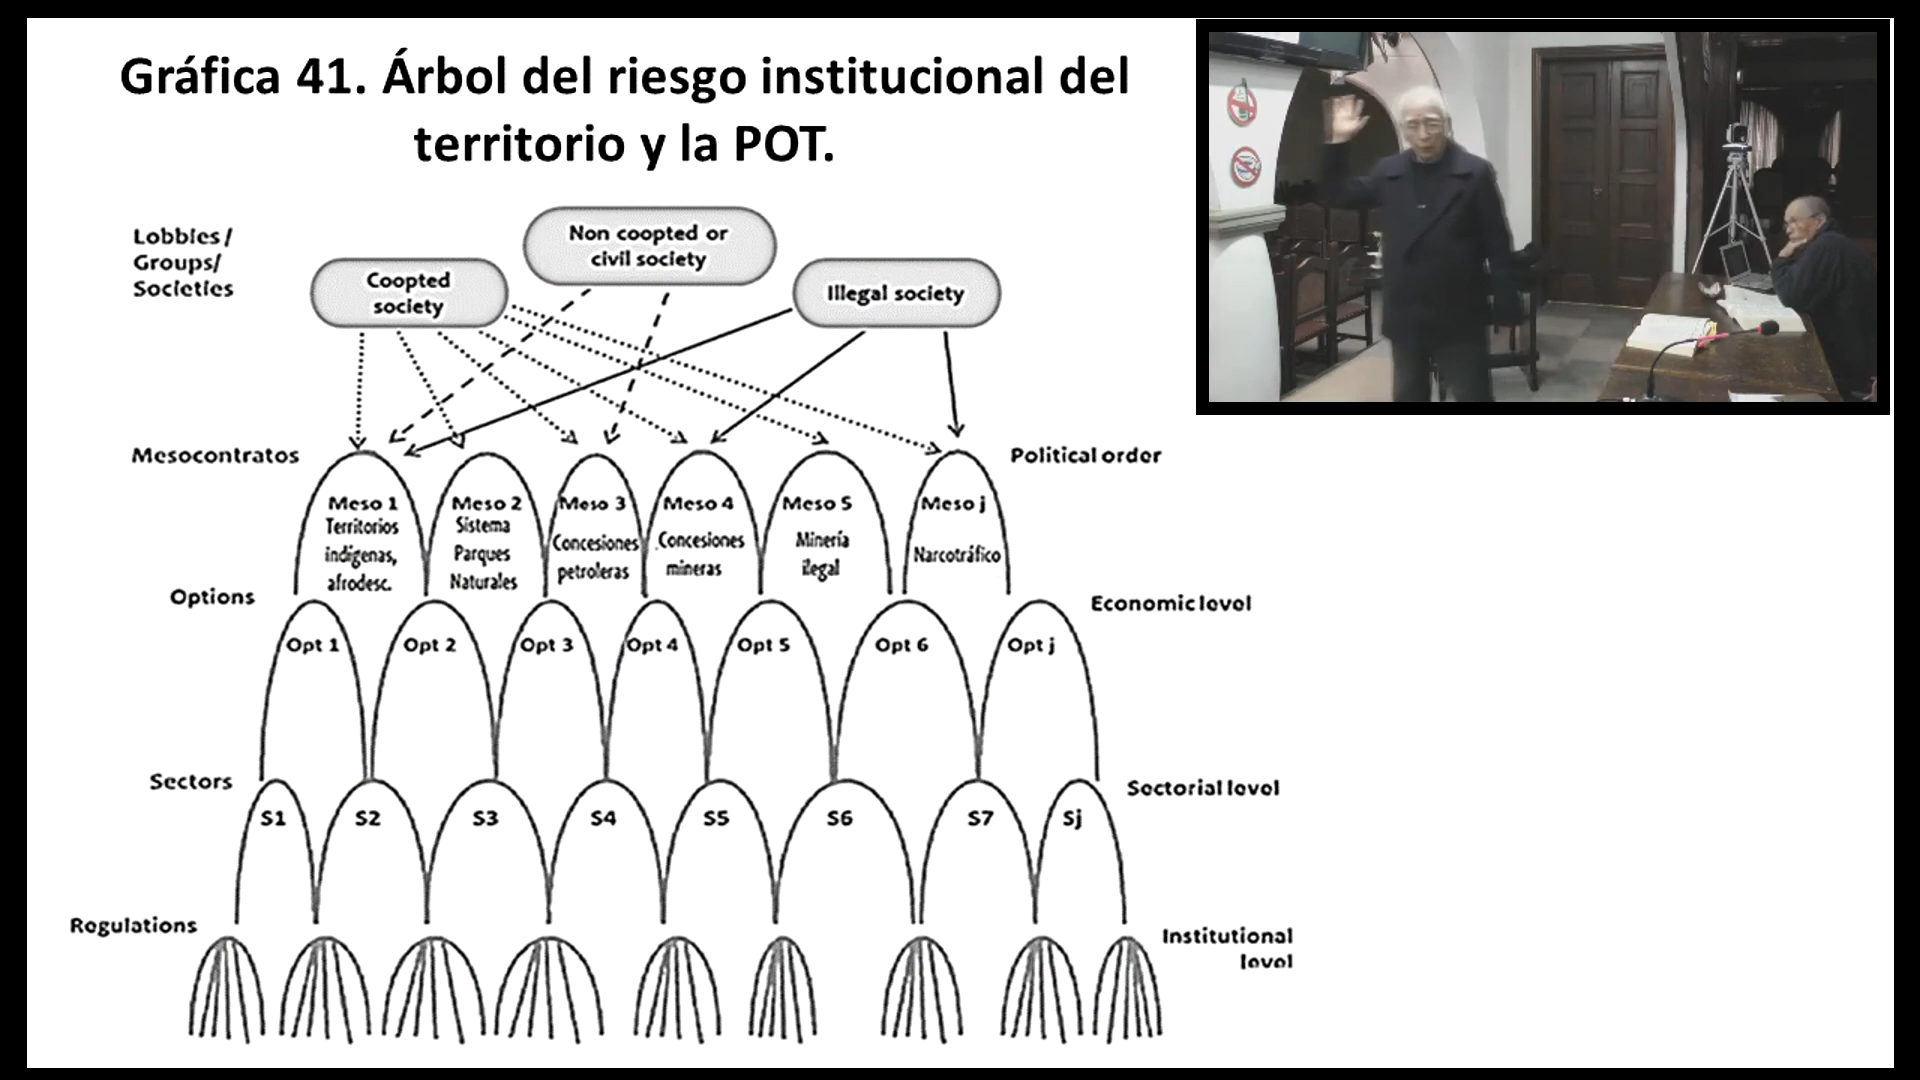 Gráfica 41. Árbol del riesgo institucional del
territorio y la POT.
Lobbies/
Groups/
Societies
Coopted
society
Non coopted or
civil society
Illegal society
Mesocontratos
Political order
Meso 1
Territorios
indígenas,
afrodesc.
Meso 2
Sistema
Parques
Naturales
Meso 3
Concesiones
petroleras
Meso 4
Concesiones
mineras
Meso 5
Minería
ilegal
Meso j
Narcotráfico
Options
Economic level
Opt 1
Opt 2
Opt 3
Opt 4
Opt 5
Opt 6
Opt j
Sectors
Sectorial level
S1
S2
S3
S4
S5
S6
S7
Sj
Regulations
Institutional
level